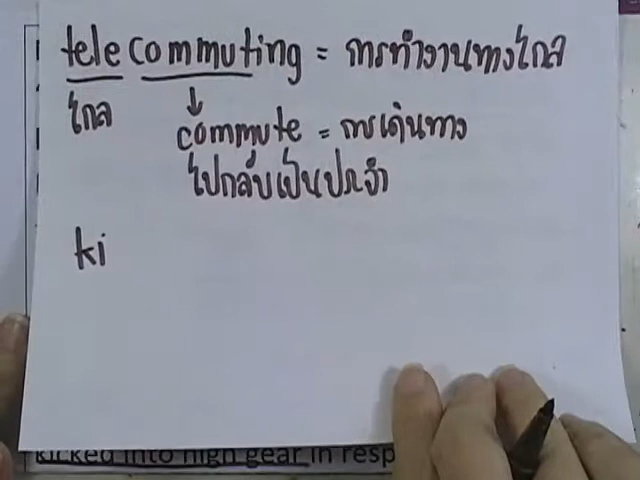 telecommuting = การทำงานทางไกล
ไกล
commute = การเดินทาง
ไปกลับเป็นประจำ
ki
kicked into high gear in resp